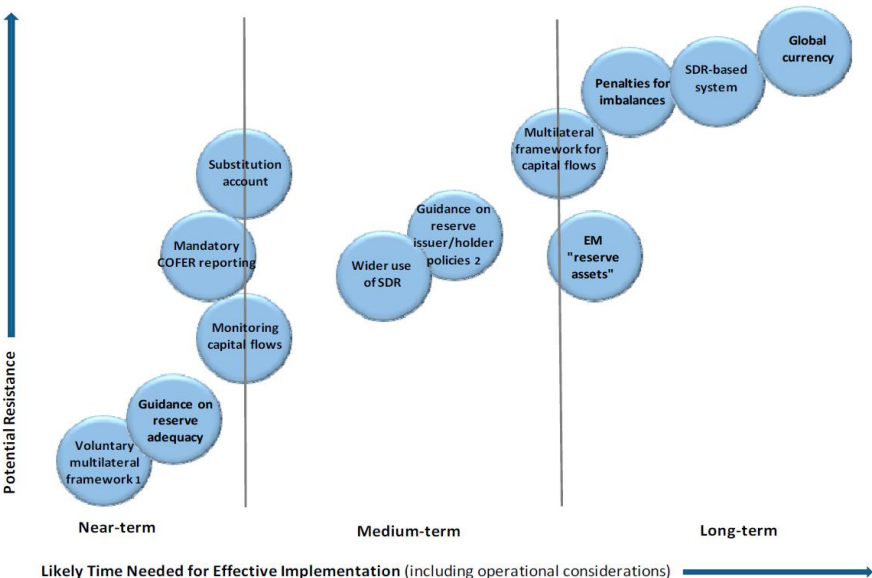 Global
currency
SDR-based
system
Penalties for
imbalances
Multilateral
framework for
capital flows
Substitution
account
Guidance on
reserve
issuer/holder
policies 2
Mandatory
COFER reporting
EM
"reserve
assets"
Wider use
of SDR
Monitoring
capital flows
Guidance on
reserve
adequacy
Voluntary
multilateral
framework 1
Potential Resistance
Near-term
Medium-term
Long-term
Likely Time Needed for Effective Implementation (including operational considerations)